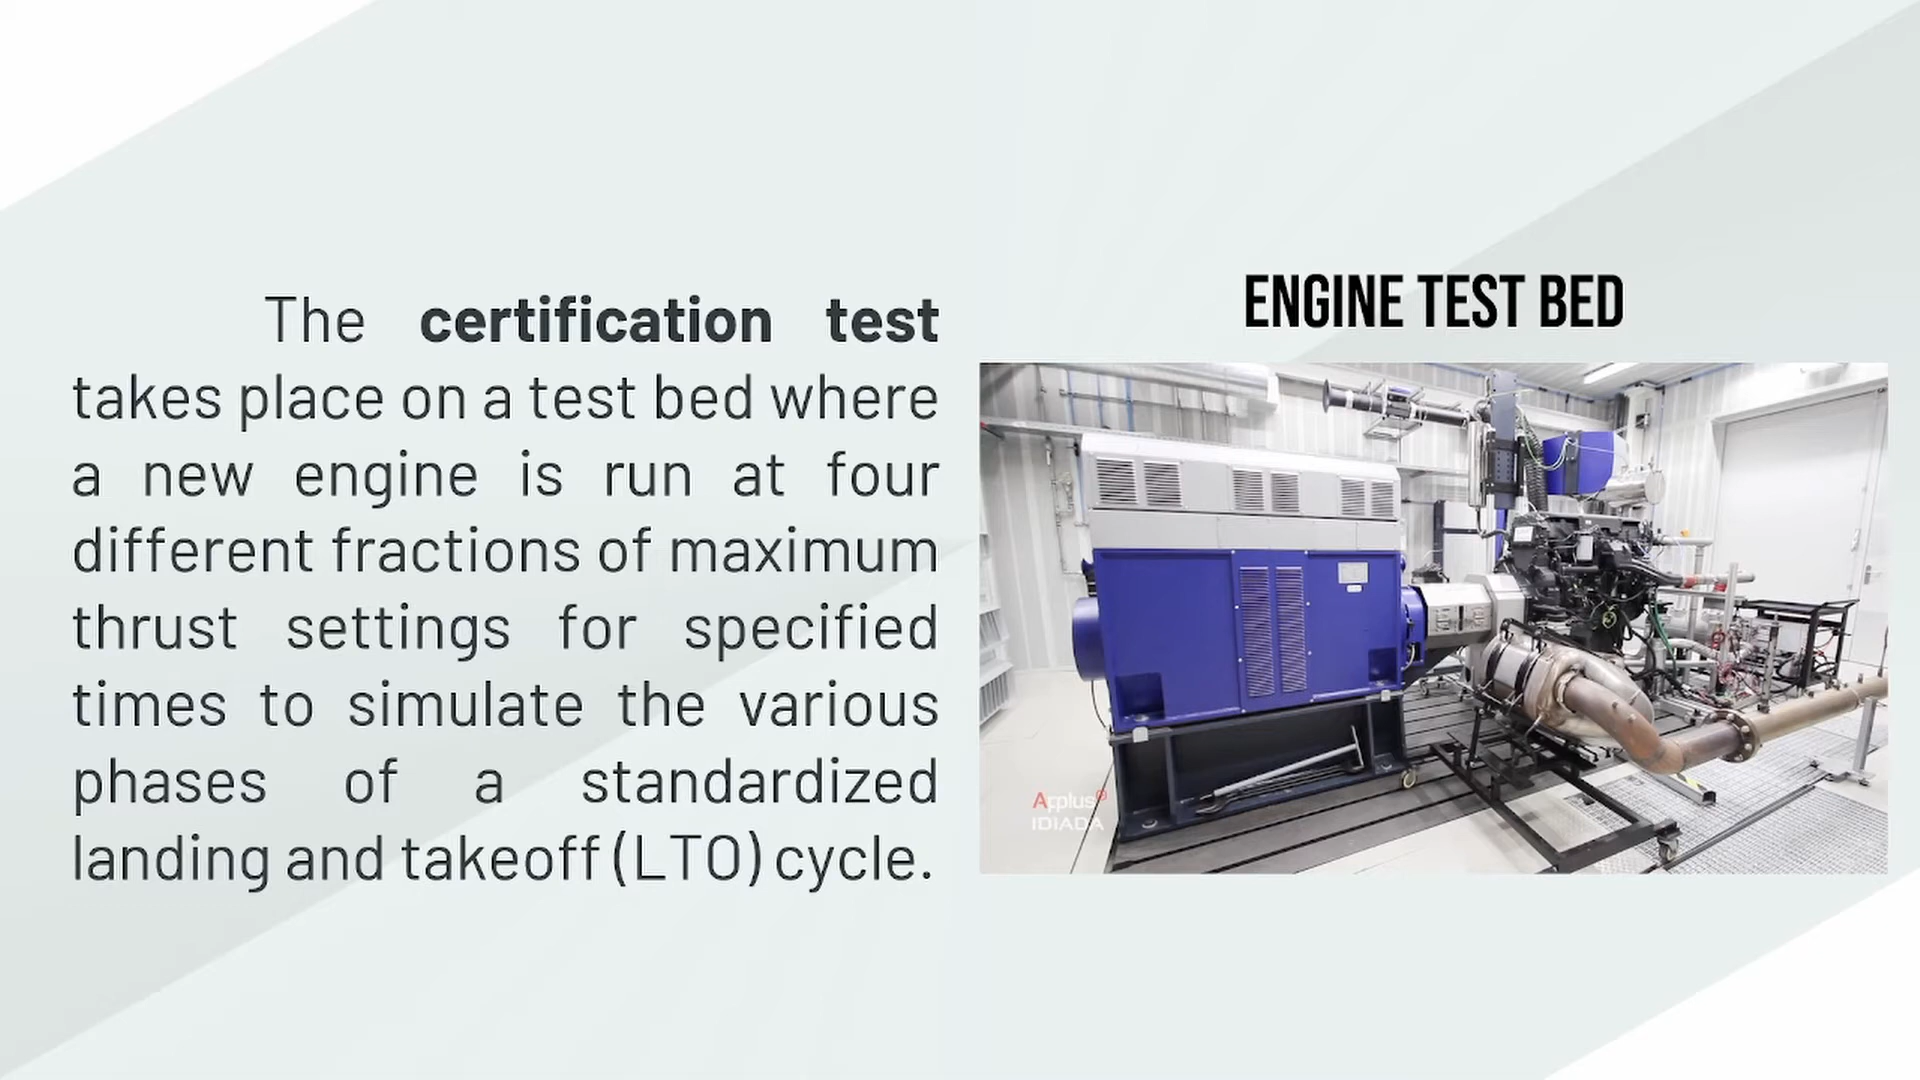 The certification test
takes place on a test bed where
a new engine is run at four
different fractions of maximum
thrust settings for specified
times to simulate the various
phases of a standardized
landing and takeoff (LTO) cycle.
ENGINE TEST BED
Applus
IDIADA